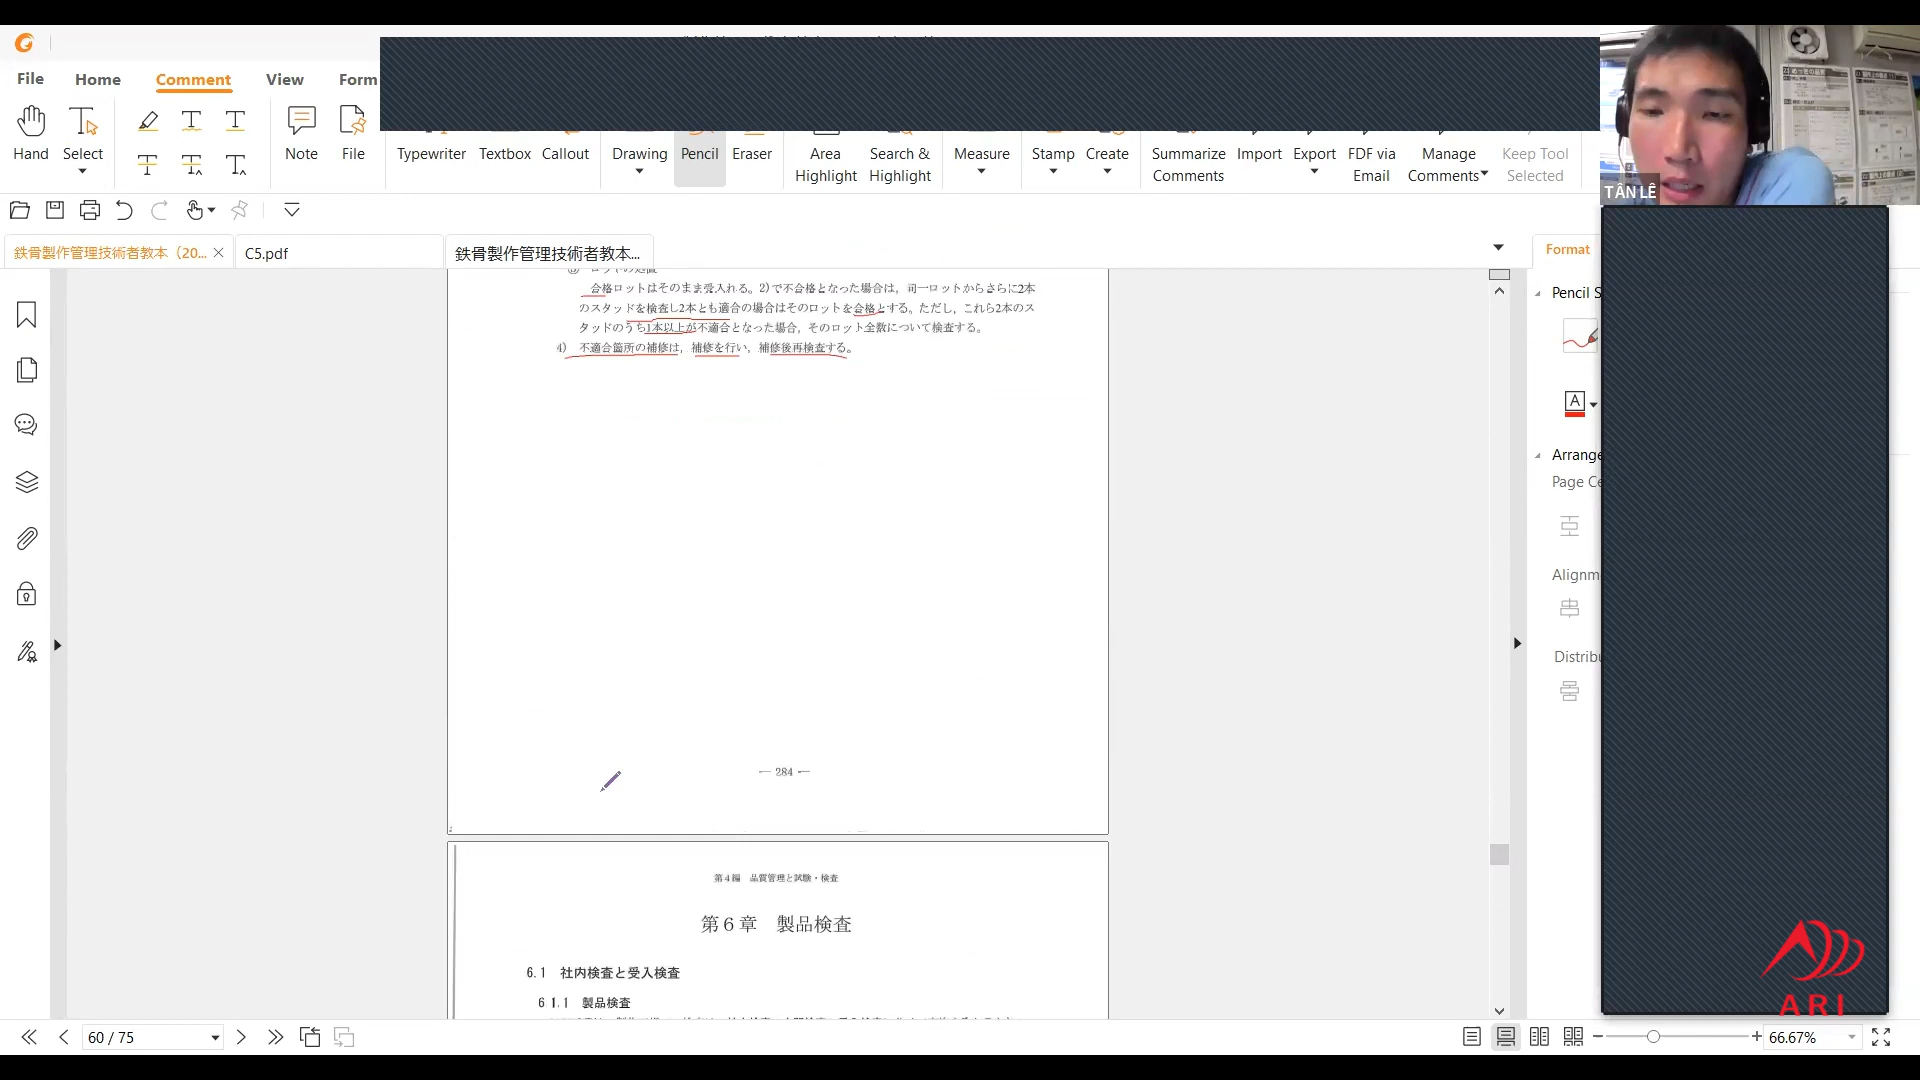 File Home Comment View Form
Hand Select Note File Typewriter Textbox Callout Drawing Pencil Eraser Area Highlight Search & Highlight Measure Stamp Create Summarize Comments Import Export FDF via Email Manage Comments Keep Tool Selected
TÂN LÊ
鉄骨製作管理技術者教本（20... C5.pdf 鉄骨製作管理技術者教本...
Format
Pencil S
合格ロットはそのまま受入れる。2）で不合格となった場合は，同一ロットからさらに2本
のスタッドを検査し2本とも適合の場合はそのロットを合格とする。ただし，これら2本のス
タッドのうち1本以上が不適合となった場合，そのロット全数について検査する。
4） 不適合箇所の補修は，補修を行い，補修後再検査する。
A
Arrange
Page Ce
Alignm
Distribu
— 284 —
第4編 品質管理と試験・検査
第６章 製品検査
6.1 社内検査と受入検査
6.1.1 製品検査
ARI
60 / 75
66.67%